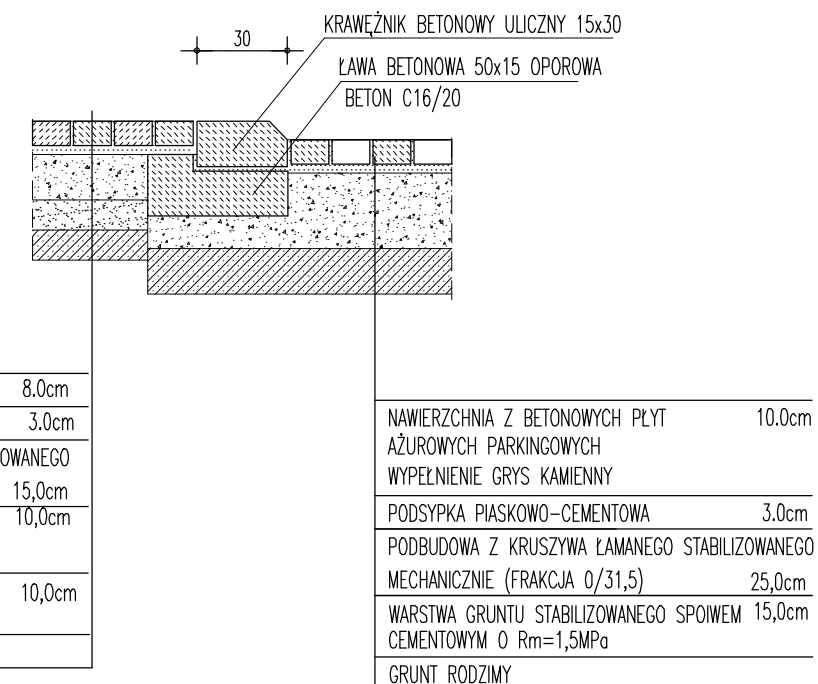 30
KRAWĘŻNIK BETONOWY ULICZNY 15x30
ŁAWA BETONOWA 50x15 OPOROWA
BETON C16/20
8.0cm
3.0cm
OWANEGO
15,0cm
10,0cm
10,0cm
NAWIERZCHNIA Z BETONOWYCH PŁYT 10.0cm
AŻUROWYCH PARKINGOWYCH
WYPEŁNIENIE GRYS KAMIENNY
PODSYPKA PIASKOWO-CEMENTOWA 3.0cm
PODBUDOWA Z KRUSZYWA ŁAMANEGO STABILIZOWANEGO
MECHANICZNIE (FRAKCJA 0/31,5) 25,0cm
WARSTWA GRUNTU STABILIZOWANEGO SPOIWEM 15,0cm
CEMENTOWYM O Rm=1,5MPa
GRUNT RODZIMY